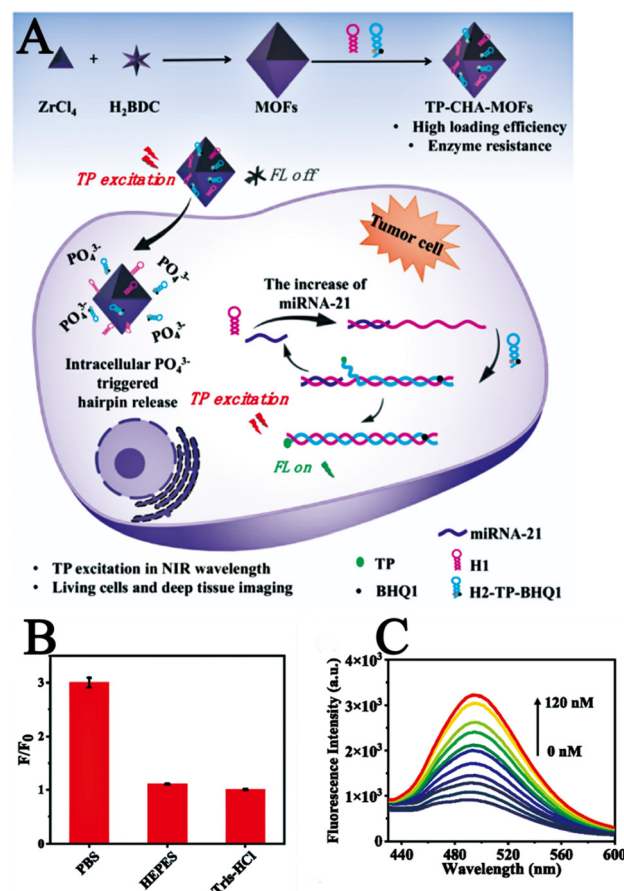 A
ZrCl₄
+
H₂BDC
MOFs
TP-CHA-MOFs
• High loading efficiency
• Enzyme resistance
TP excitation
FL off
Tumor cell
PO₄³⁻
PO₄³⁻
PO₄³⁻
PO₄³⁻
The increase of
miRNA-21
Intracellular PO₄³⁻
triggered
hairpin release
TP excitation
FL on
• TP excitation in NIR wavelength
• Living cells and deep tissue imaging
TP
BHQ1
miRNA-21
H1
H2-TP-BHQ1
B
F/F₀
3
2
1
0
PBS
HEPES
Tris-HCl
C
Fluorescence Intensity (a.u.)
4×10³
3×10³
2×10³
1×10³
0
120 nM
0 nM
440
480
520
560
600
Wavelength (nm)